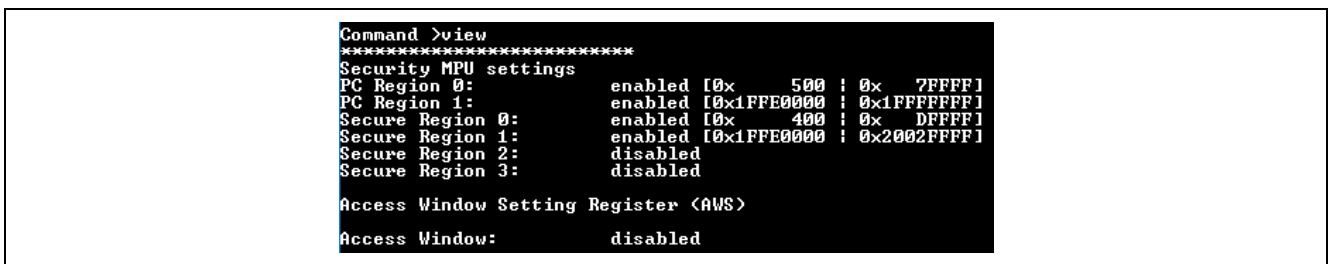 Command >view
**************************
Security MPU settings
PC Region 0: enabled [0x 500 | 0x 7FFFF]
PC Region 1: enabled [0x1FFE0000 | 0x1FFFFFFF]
Secure Region 0: enabled [0x 400 | 0x DFFFF]
Secure Region 1: enabled [0x1FFE0000 | 0x2002FFFF]
Secure Region 2: disabled
Secure Region 3: disabled
Access Window Setting Register (AWS)
Access Window: disabled